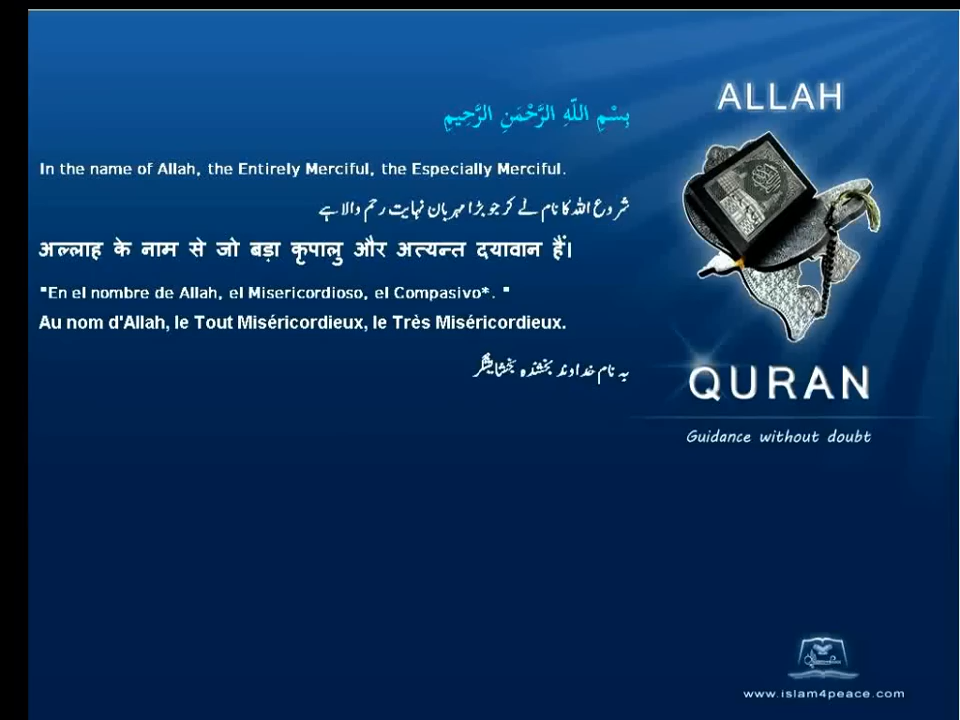 بِسْمِ اللَّهِ الرَّحْمَنِ الرَّحِيمِ
In the name of Allah, the Entirely Merciful, the Especially Merciful.
شروع اللہ کا نام لے کر جو بڑا مہربان نہایت رحم والا ہے
अल्लाह के नाम से जो बड़ा कृपालु और अत्यन्त दयावान हैं।
"En el nombre de Allah, el Misericordioso, el Compasivo*. "
Au nom d'Allah, le Tout Miséricordieux, le Très Miséricordieux.
به نام خداوند بخشنده بخشایشگر
ALLAH
QURAN
Guidance without doubt
www.islam4peace.com